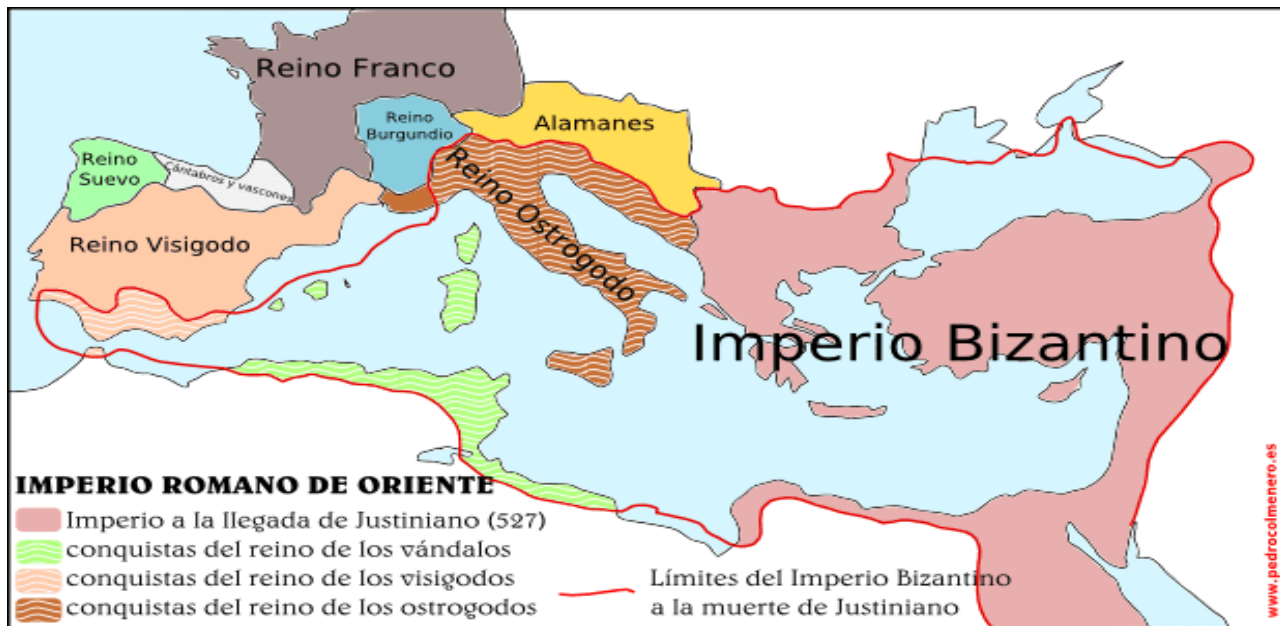 Reino Franco
Reino
Burgundio
Alamanes
Reino
Suevo
cántabros y vascones
Reino Ostrogodo
Reino Visigodo
Imperio Bizantino
IMPERIO ROMANO DE ORIENTE
Imperio a la llegada de Justiniano (527)
conquistas del reino de los vándalos
conquistas del reino de los visigodos
conquistas del reino de los ostrogodos
Límites del Imperio Bizantino
a la muerte de Justiniano
www.pedrocolmenero.es